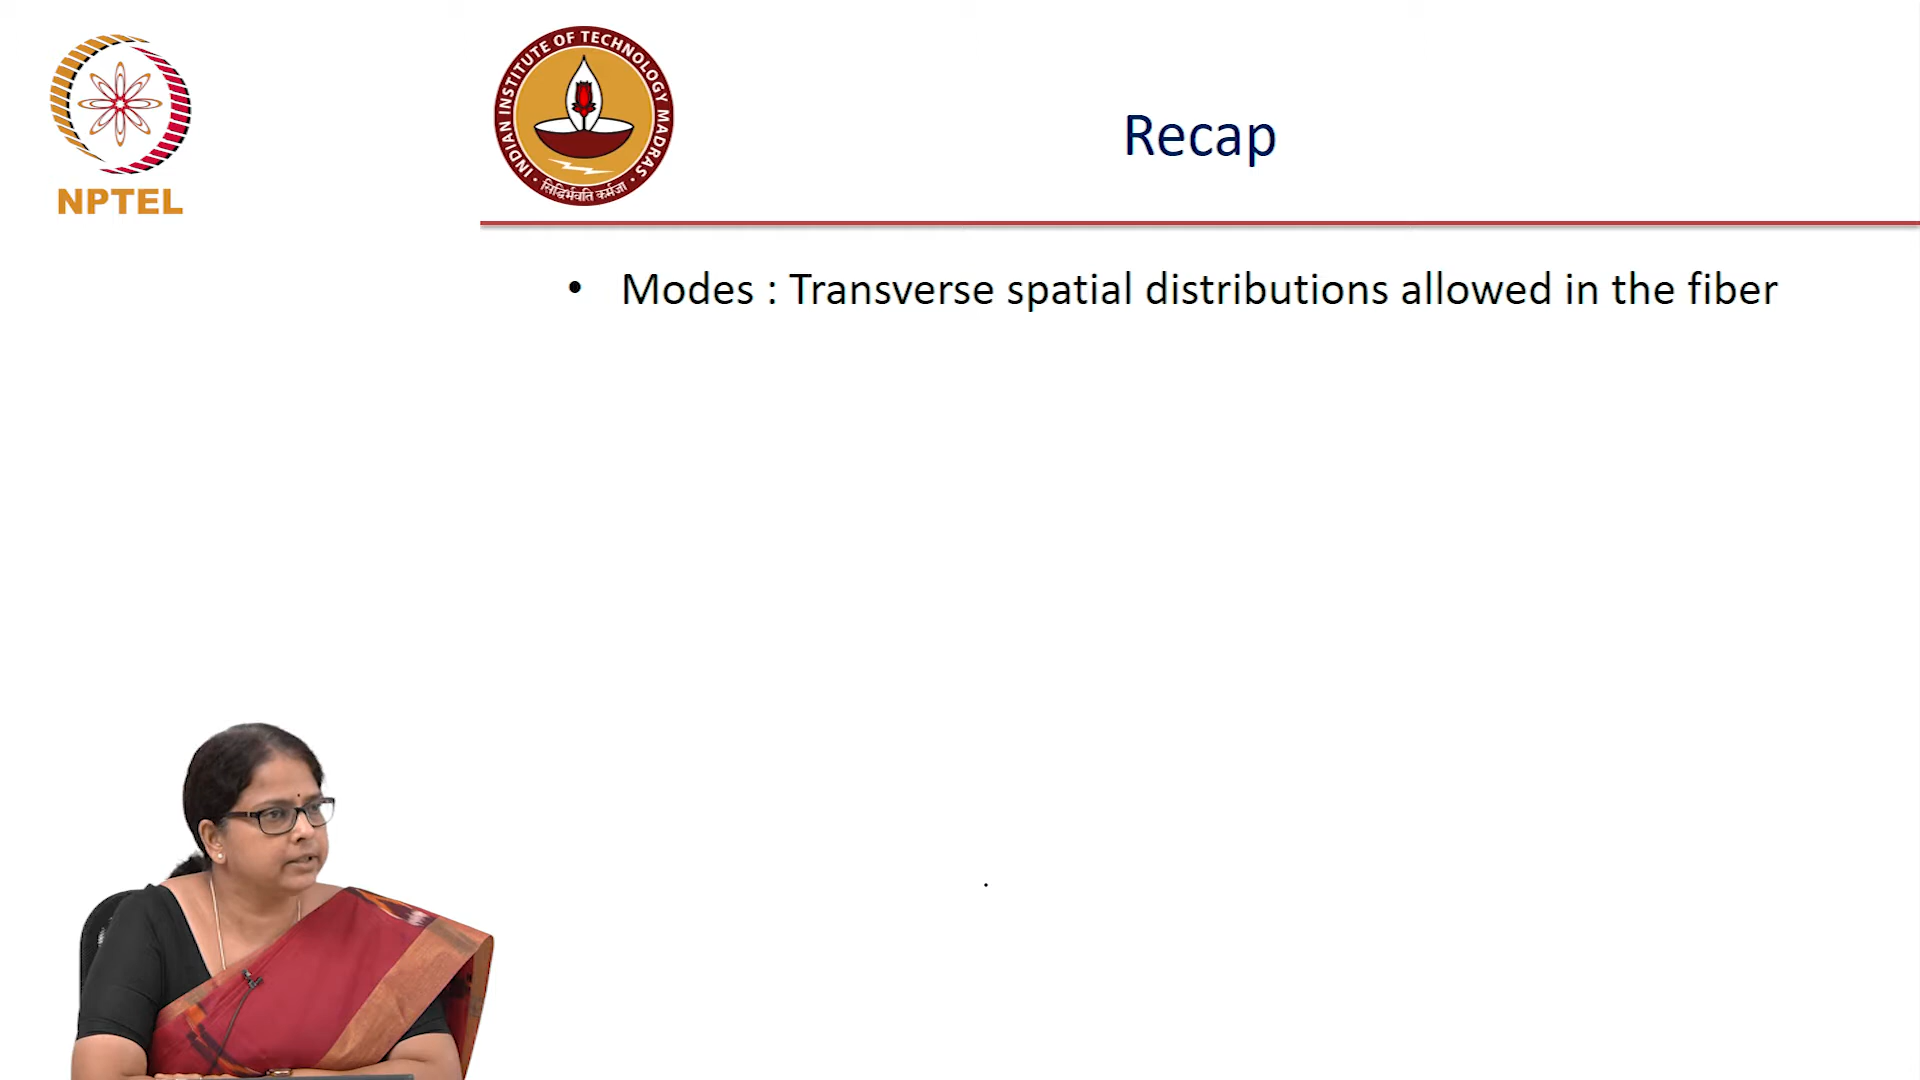 NPTEL
INDIAN INSTITUTE OF TECHNOLOGY MADRAS
सिद्धिर्भवति कर्मजा
Recap
• Modes : Transverse spatial distributions allowed in the fiber